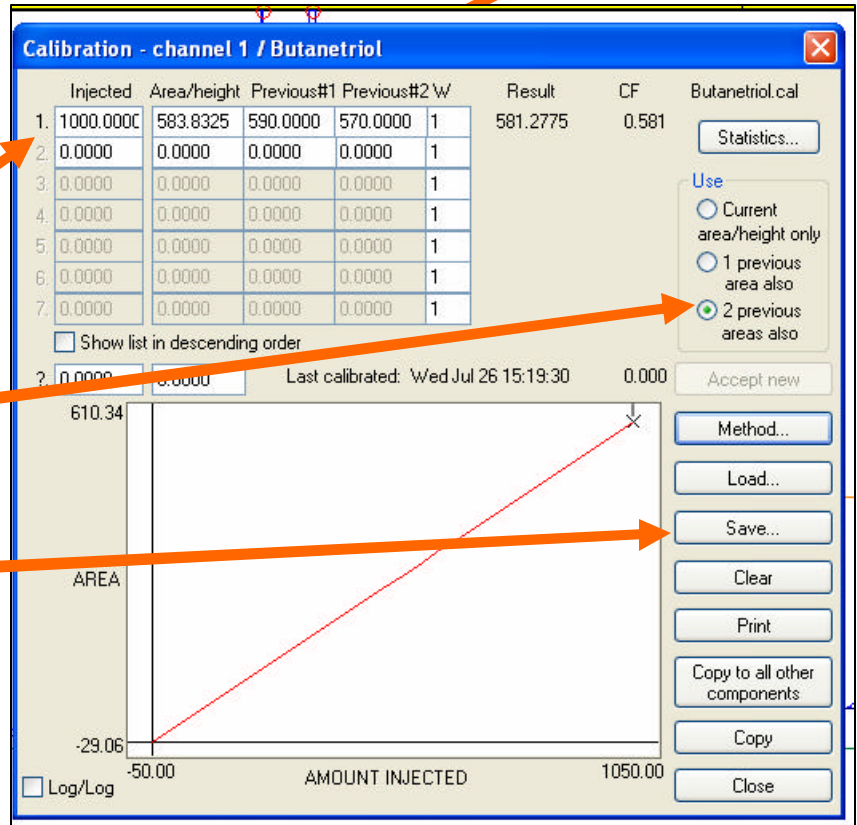 Calibration - channel 1 / Butanetriol
Injected Area/height Previous#1 Previous#2 W Result CF Butanetriol.cal
1. 1000.000C 583.8325 590.0000 570.0000 1 581.2775 0.581
Statistics...
2. 0.0000 0.0000 0.0000 0.0000 1
3. 0.0000 0.0000 0.0000 0.0000 1
4. 0.0000 0.0000 0.0000 0.0000 1
5. 0.0000 0.0000 0.0000 0.0000 1
6. 0.0000 0.0000 0.0000 0.0000 1
7. 0.0000 0.0000 0.0000 0.0000 1
Use
Current
area/height only
1 previous
area also
2 previous
areas also
Show list in descending order
?. 0.0000 0.0000 Last calibrated: Wed Jul 26 15:19:30 0.000
Accept new
610.34
AREA
-29.06
-50.00 AMOUNT INJECTED 1050.00
Log/Log
Method...
Load...
Save...
Clear
Print
Copy to all other
components
Copy
Close